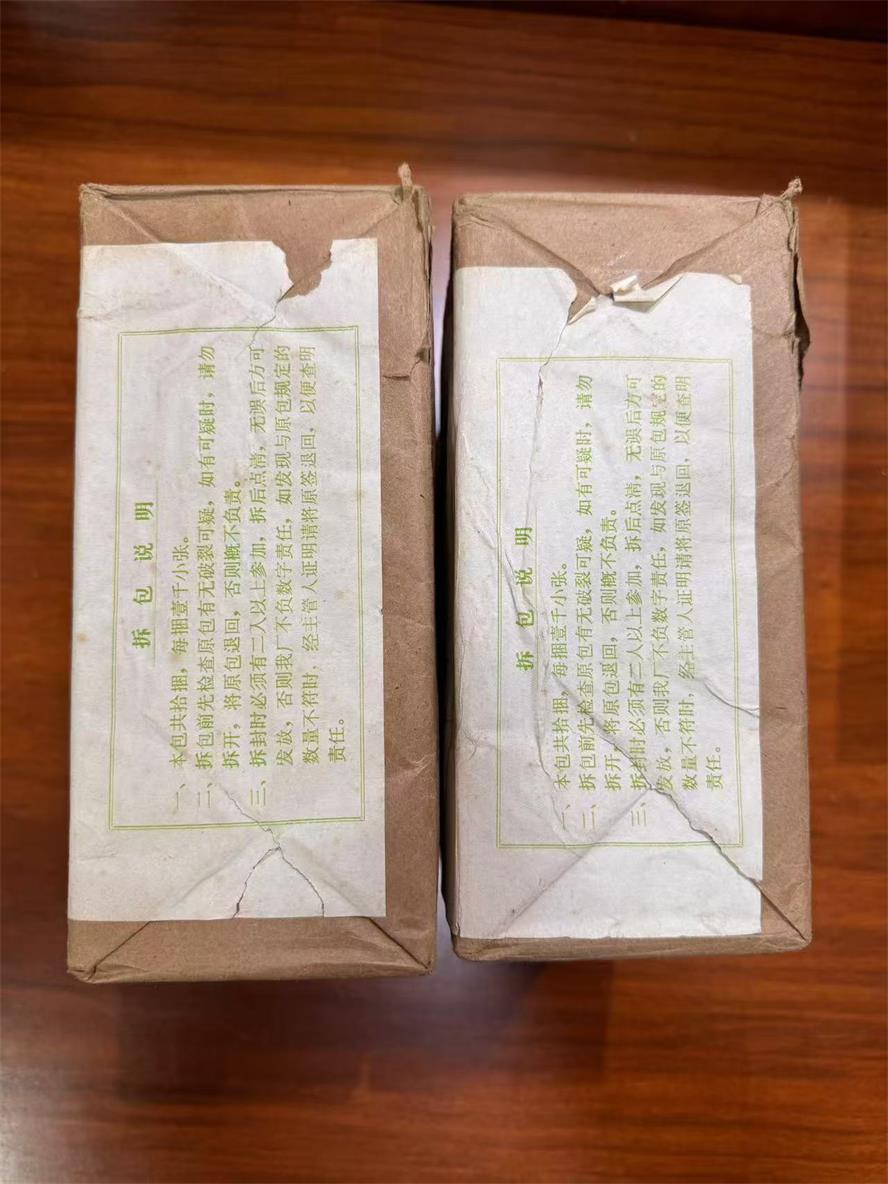 拆包说明
一、本包共拾捆，每捆壹千小张。
二、拆包前先检查原包有无破裂可疑，如有可疑时，请勿
拆开，将原包退回，否则概不负责。
三、拆封时必须有二人以上参加，拆后点清，无误后方可
发放，否则我厂不负数字责任，如发现与原包规定的
数量不符时，经主管人证明请将原签退回，以便查明
责任。
拆包说明
一、本包共拾捆，每捆壹千小张。
二、拆包前先检查原包有无破裂可疑，如有可疑时，请勿
拆开，将原包退回，否则概不负责。
三、拆封时必须有二人以上参加，拆后点清，无误后方可
发放，否则我厂不负数字责任，如发现与原包规定的
数量不符时，经主管人证明请将原签退回，以便查明
责任。